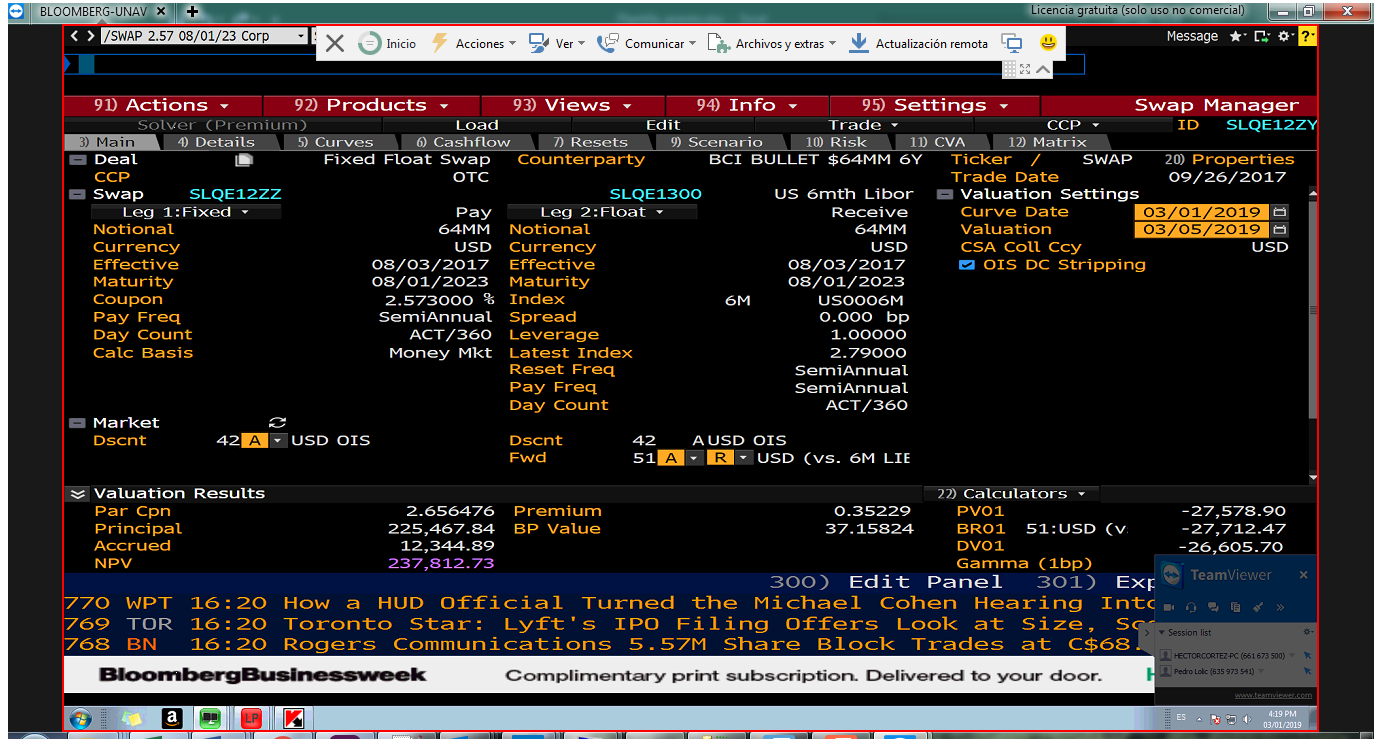 BLOOMBERG-UNAV × +
Licencia gratuita (solo uso no comercial)
/SWAP 2.57 08/01/23 Corp
Inicio Acciones Ver Comunicar Archivos y extras Actualización remota
Message
91) Actions 92) Products 93) Views 94) Info 95) Settings Swap Manager
Solver (Premium) Load Edit Trade CCP ID SLQE12ZY
3) Main 4) Details 5) Curves 6) Cashflow 7) Resets 9) Scenario 10) Risk 11) CVA 12) Matrix
Deal Fixed Float Swap Counterparty BCI BULLET $64MM 6Y Ticker / SWAP 20) Properties
CCP OTC Trade Date 09/26/2017
Swap SLQE12ZZ SLQE1300 US 6mth Libor Valuation Settings
Leg 1:Fixed Pay Leg 2:Float Receive Curve Date 03/01/2019
Notional 64MM Notional 64MM Valuation 03/05/2019
Currency USD Currency USD CSA Coll Ccy USD
Effective 08/03/2017 Effective 08/03/2017 OIS DC Stripping
Maturity 08/01/2023 Maturity 08/01/2023
Coupon 2.573000 % Index 6M US0006M
Pay Freq SemiAnnual Spread 0.000 bp
Day Count ACT/360 Leverage 1.00000
Calc Basis Money Mkt Latest Index 2.79000
Reset Freq SemiAnnual
Pay Freq SemiAnnual
Day Count ACT/360
Market
Dscnt 42 A USD OIS Dscnt 42 A USD OIS
Fwd 51 A R USD (vs. 6M LIE
Valuation Results 22) Calculators
Par Cpn 2.656476 Premium 0.35229 PV01 -27,578.90
Principal 225,467.84 BP Value 37.15824 BR01 51:USD (v. -27,712.47
Accrued 12,344.89 DV01 -26,605.70
NPV 237,812.73 Gamma (1bp)
300) Edit Panel 301) Exp
TeamViewer
770 WPT 16:20 How a HUD Official Turned the Michael Cohen Hearing Into
769 TOR 16:20 Toronto Star: Lyft's IPO Filing Offers Look at Size, Sco
768 BN 16:20 Rogers Communications 5.57M Share Block Trades at C$68.
Session list
HECTORCORTEZ-PC (661 673 500)
Pedro Lolic (635 973 541)
www.teamviewer.com
BloombergBusinessweek Complimentary print subscription. Delivered to your door.
ES 4:19 PM
03/01/2019